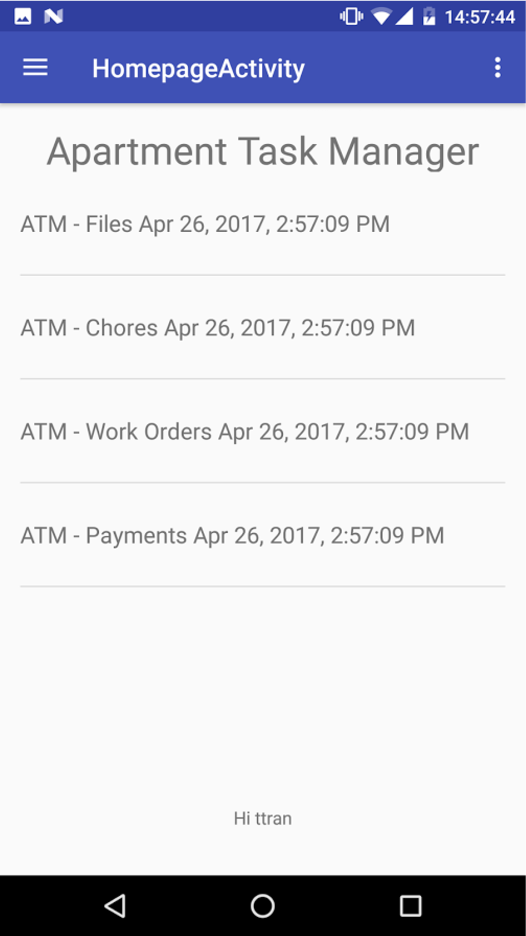 14:57:44
HomepageActivity
Apartment Task Manager
ATM - Files Apr 26, 2017, 2:57:09 PM
ATM - Chores Apr 26, 2017, 2:57:09 PM
ATM - Work Orders Apr 26, 2017, 2:57:09 PM
ATM - Payments Apr 26, 2017, 2:57:09 PM
Hi ttran